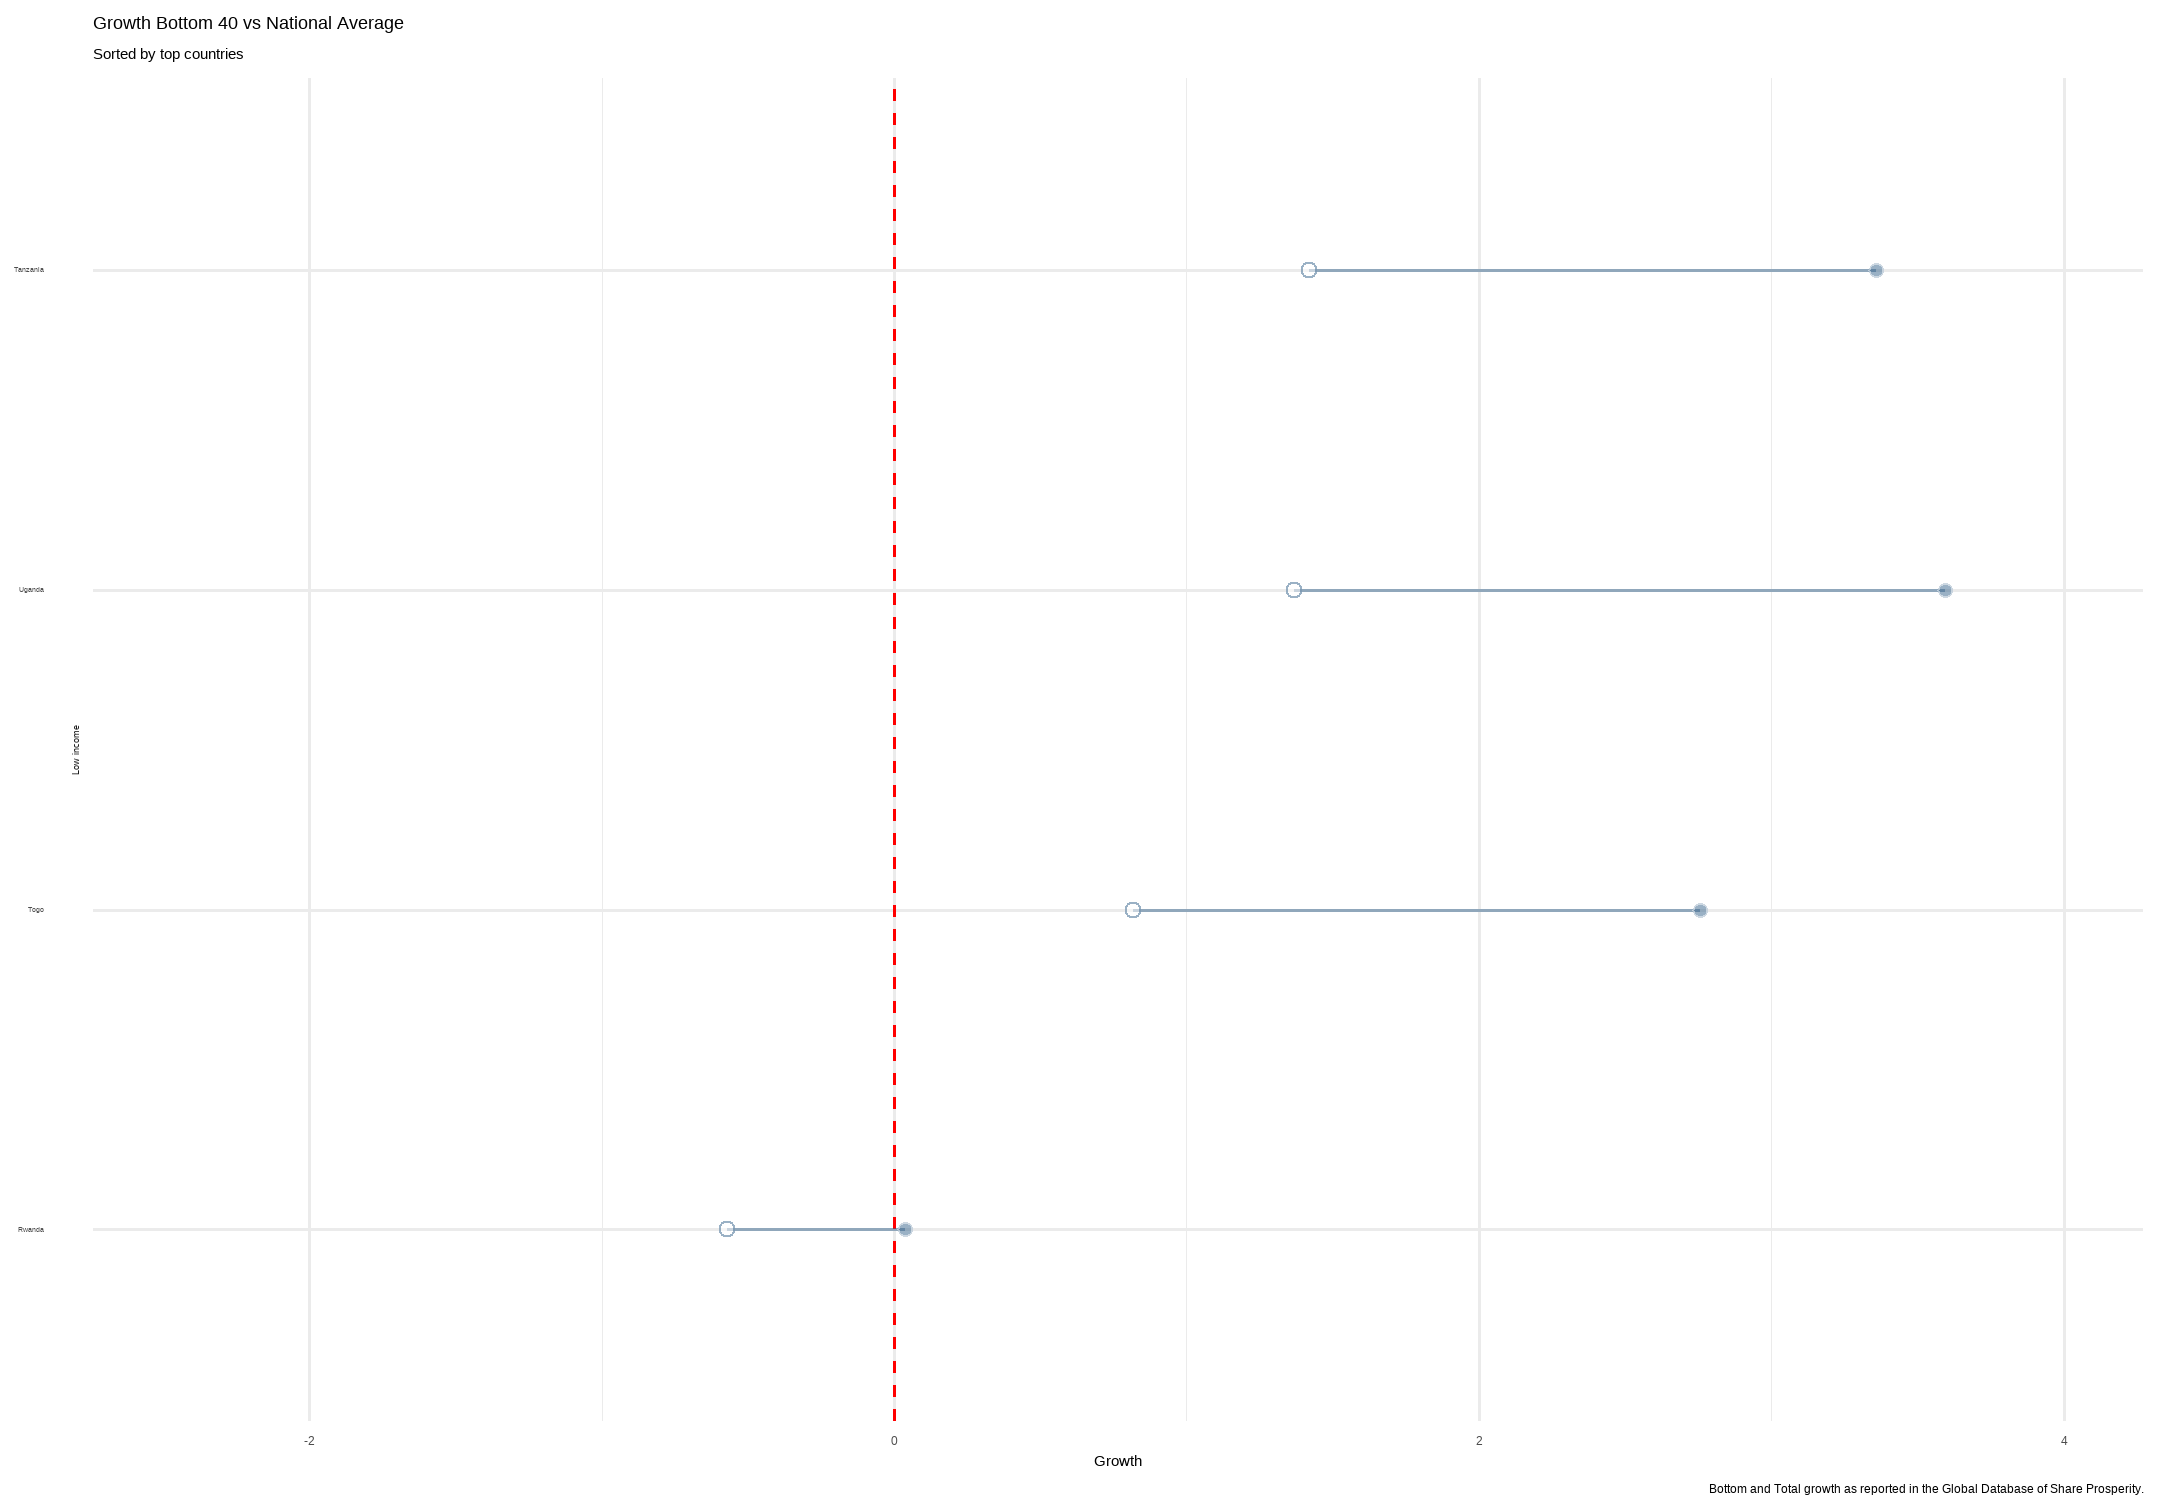 Growth Bottom 40 vs National Average
Sorted by top countries
Tanzania
Uganda
Low income
Togo
Rwanda
-2 0 2 4
Growth
Bottom and Total growth as reported in the Global Database of Share Prosperity.